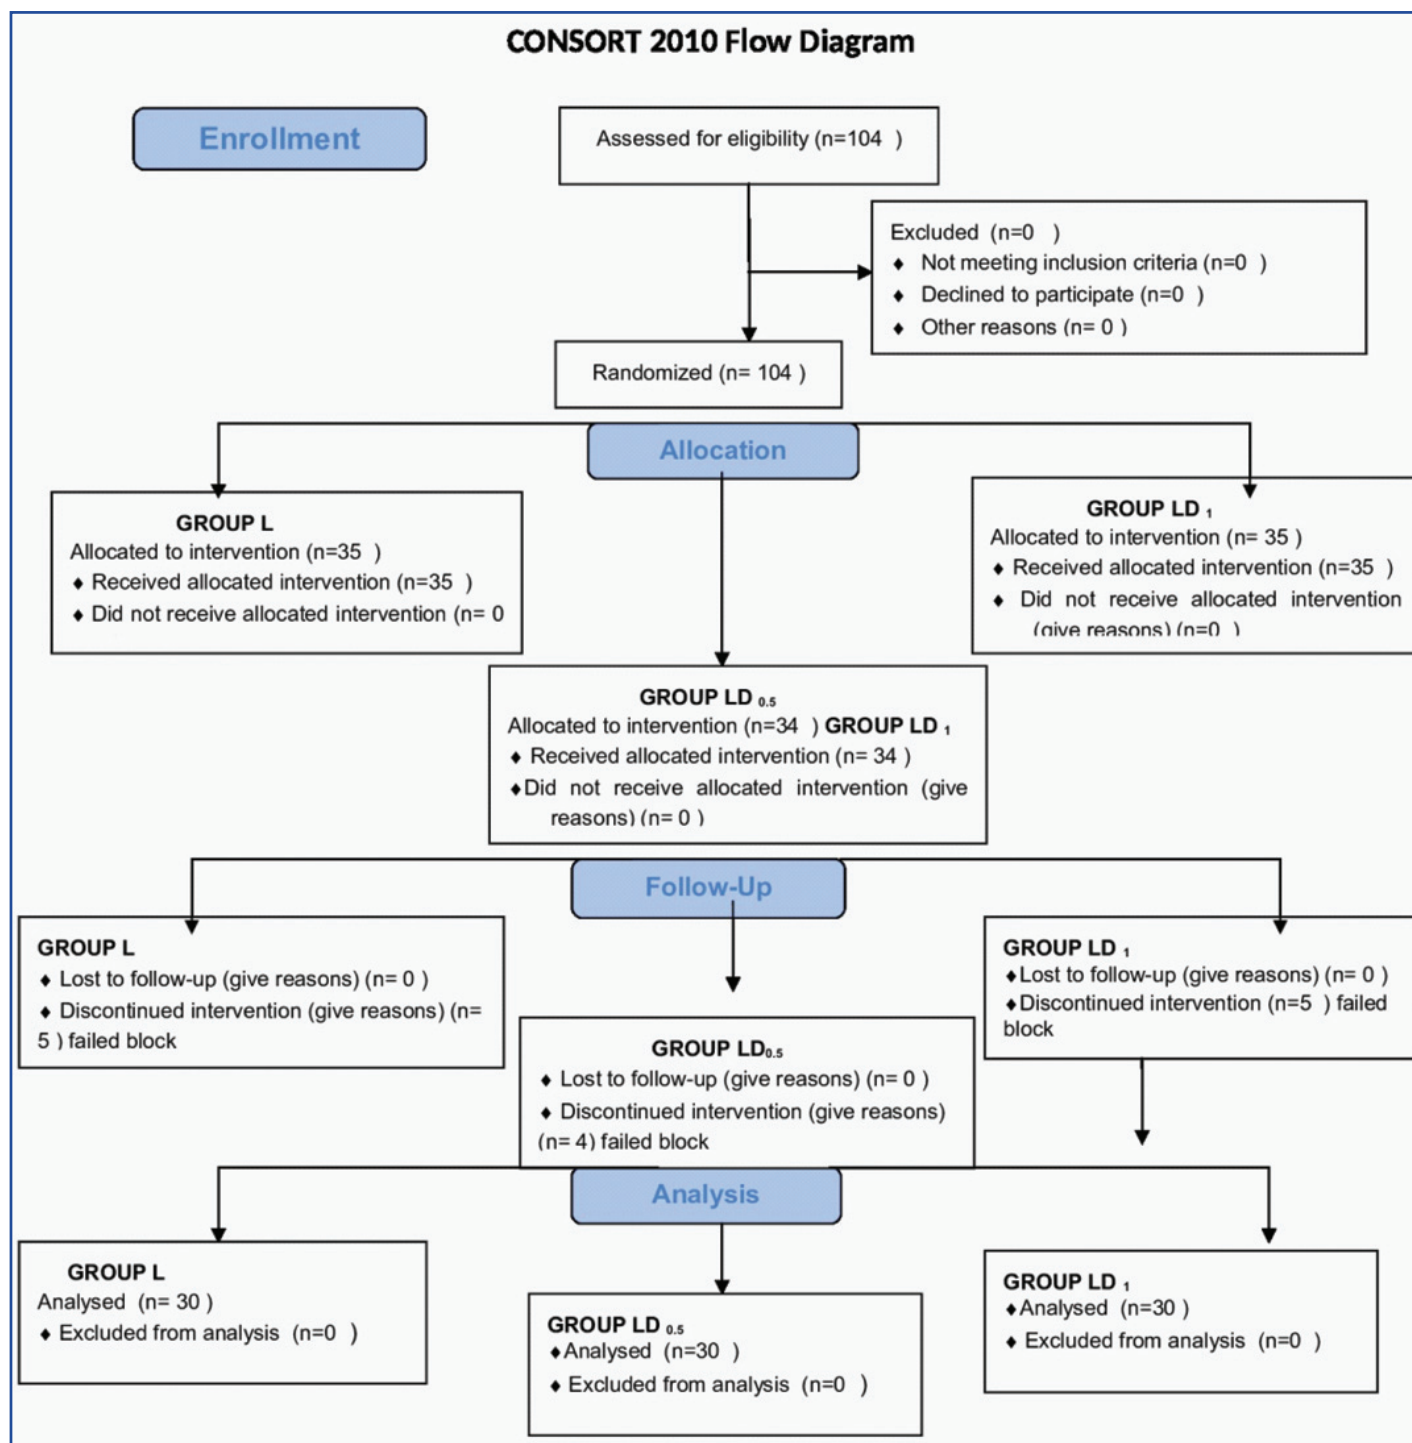 CONSORT 2010 Flow Diagram
Enrollment
Assessed for eligibility (n=104 )
Excluded (n=0 )
♦ Not meeting inclusion criteria (n=0 )
♦ Declined to participate (n=0 )
♦ Other reasons (n= 0 )
Randomized (n= 104 )
Allocation
GROUP L
Allocated to intervention (n=35 )
♦ Received allocated intervention (n=35 )
♦ Did not receive allocated intervention (n= 0
GROUP LD 1
Allocated to intervention (n= 35 )
♦ Received allocated intervention (n=35 )
♦ Did not receive allocated intervention
(give reasons) (n=0 )
GROUP LD 0.5
Allocated to intervention (n=34 ) GROUP LD 1
♦ Received allocated intervention (n= 34 )
♦Did not receive allocated intervention (give
reasons) (n= 0 )
Follow-Up
GROUP L
♦ Lost to follow-up (give reasons) (n= 0 )
♦ Discontinued intervention (give reasons) (n=
5 ) failed block
GROUP LD 1
♦Lost to follow-up (give reasons) (n= 0 )
♦Discontinued intervention (n=5 ) failed
block
GROUP LD0.5
♦ Lost to follow-up (give reasons) (n= 0 )
♦ Discontinued intervention (give reasons)
(n= 4) failed block
Analysis
GROUP L
Analysed (n= 30 )
♦ Excluded from analysis (n=0 )
GROUP LD 0.5
♦Analysed (n=30 )
♦ Excluded from analysis (n=0 )
GROUP LD 1
♦Analysed (n=30 )
♦ Excluded from analysis (n=0 )